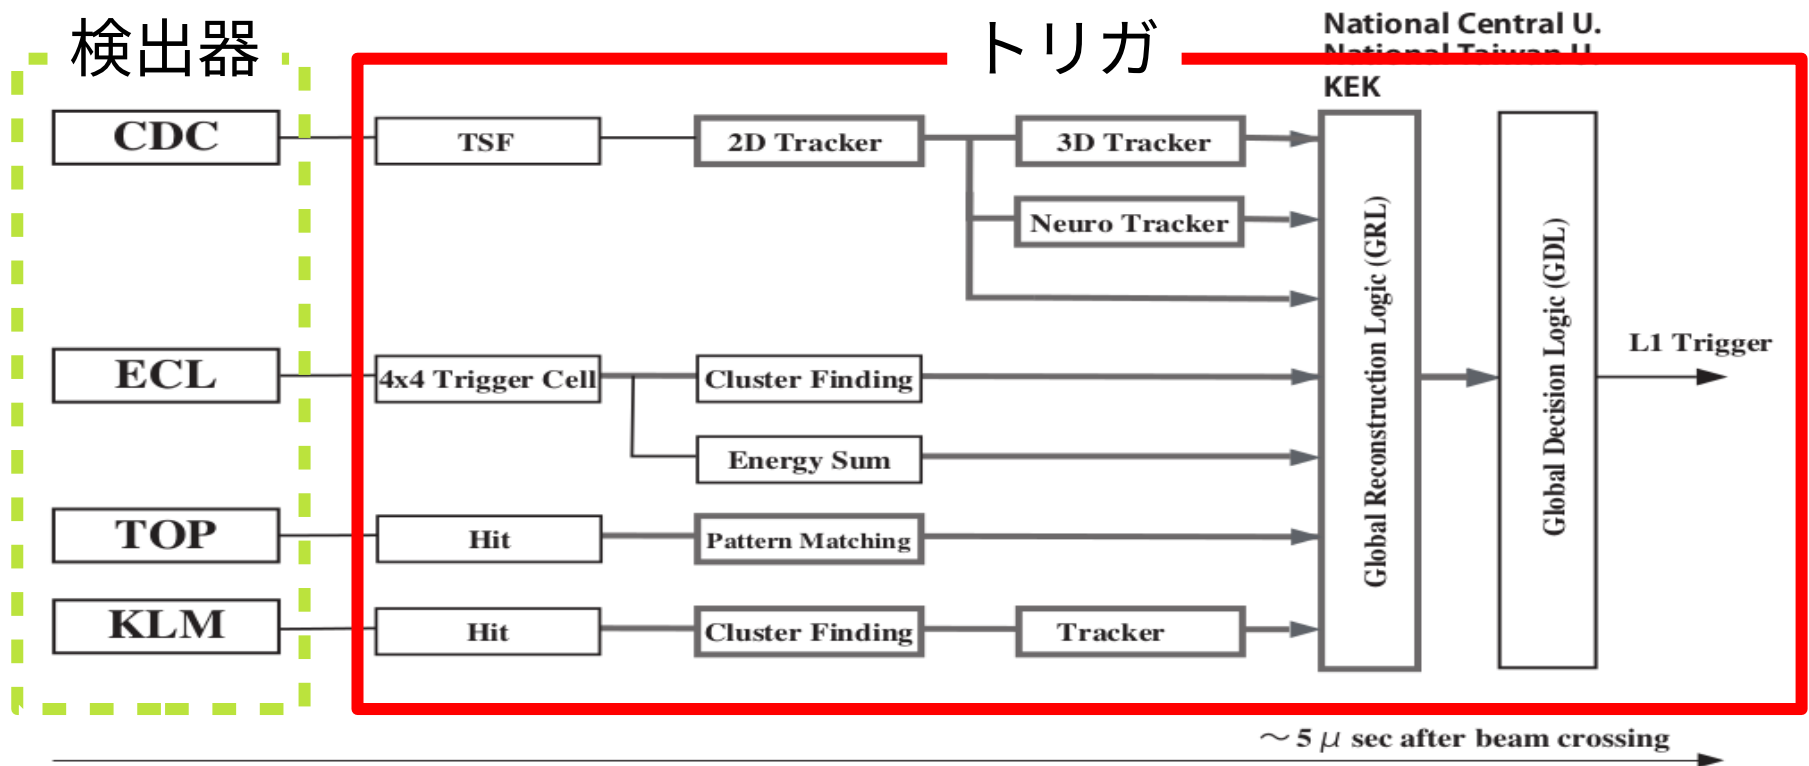 検出器
トリガ
National Central U.
National Taiwan U.
KEK
CDC
TSF
2D Tracker
3D Tracker
Neuro Tracker
ECL
4x4 Trigger Cell
Cluster Finding
Energy Sum
TOP
Hit
Pattern Matching
KLM
Hit
Cluster Finding
Tracker
Global Reconstruction Logic (GRL)
Global Decision Logic (GDL)
L1 Trigger
～5 μ sec after beam crossing